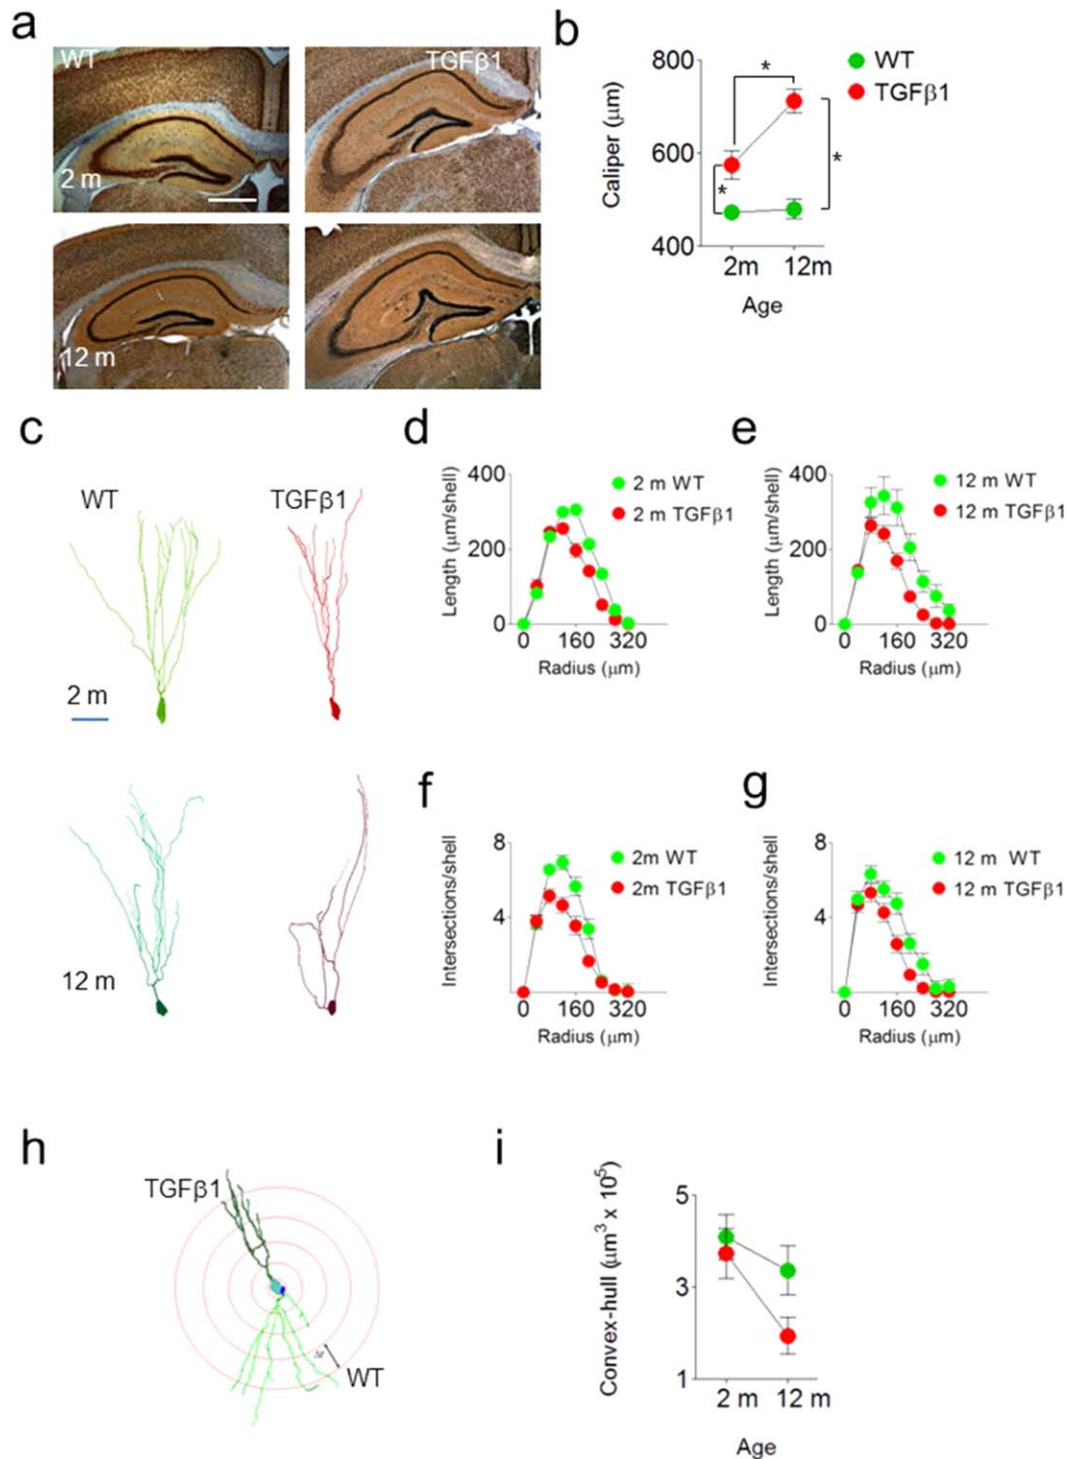 a
WT
TGFβ1
2 m
12 m
b
800
600
400
Caliper (μm)
*
*
*
2m 12m
Age
WT
TGFβ1
c
WT
TGFβ1
2 m
12 m
d
400
200
0
Length (μm/shell)
0 160 320
Radius (μm)
2 m WT
2 m TGFβ1
e
400
200
0
Length (μm/shell)
0 160 320
Radius (μm)
12 m WT
12 m TGFβ1
f
8
4
Intersections/shell
0 160 320
Radius (μm)
2m WT
2m TGFβ1
g
8
4
Intersections/shell
0 160 320
Radius (μm)
12 m WT
12 m TGFβ1
h
TGFβ1
WT
i
5
3
1
Convex-hull (μm³ x 10⁵)
2 m 12 m
Age